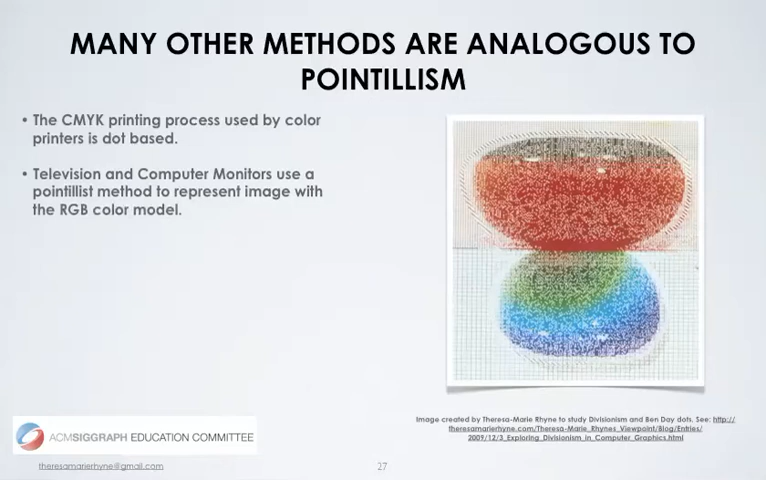 MANY OTHER METHODS ARE ANALOGOUS TO
POINTILLISM
• The CMYK printing process used by color
printers is dot based.
• Television and Computer Monitors use a
pointillist method to represent image with
the RGB color model.
Image created by Theresa-Marie Rhyne to study Divisionism and Ben Day dots. See: http://
theresamarierhyne.com/Theresa-Marie_Rhynes_Viewpoint/Blog/Entries/
2009/12/3_Exploring_Divisionism_in_Computer_Graphics.html
ACMSIGGRAPH EDUCATION COMMITTEE
theresamarierhyne@gmail.com
27